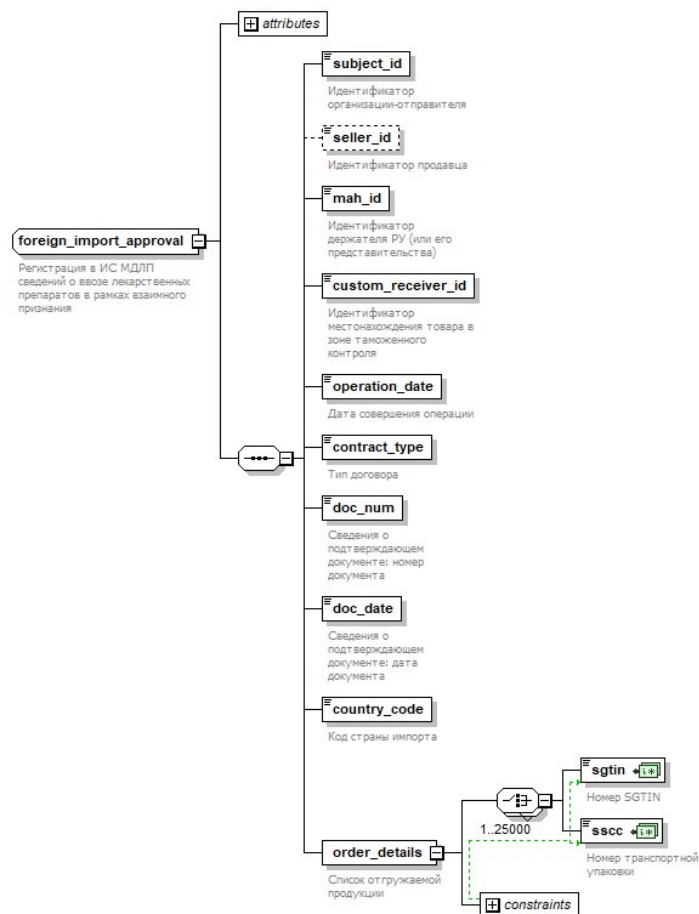 attributes
subject_id
Идентификатор
организации-отправителя
seller_id
Идентификатор продавца
mah_id
Идентификатор
держателя РУ (или его
представительства)
foreign_import_approval
Регистрация в ИС МДЛП
сведений о ввозе лекарственных
препаратов в рамках взаимного
признания
custom_receiver_id
Идентификатор
местонахождения товара в
зоне таможенного
контроля
operation_date
Дата совершения операции
contract_type
Тип договора
doc_num
Сведения о
подтверждающем
документе: номер
документа
doc_date
Сведения о
подтверждающем
документе: дата
документа
country_code
Код страны импорта
sgtin
Номер SGTIN
1..25000
sscc
Номер транспортной
упаковки
order_details
Список отгружаемой
продукции
constraints